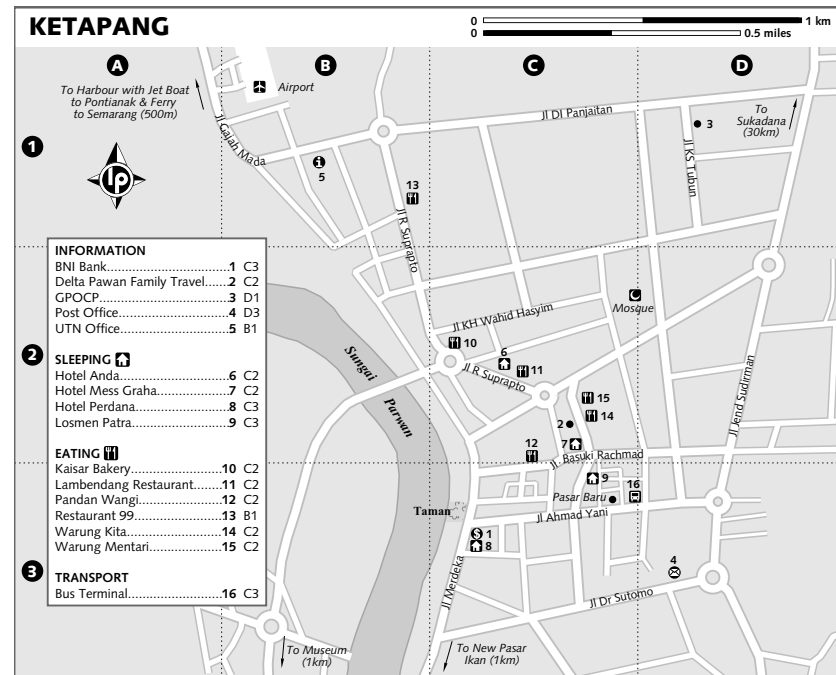 KETAPANG
0 1 km
0 0.5 miles
A B C D
To Harbour with Jet Boat
to Pontianak & Ferry
to Semarang (500m)
Airport
Jl Gajah Mada
Jl DI Panjaitan
To
Sukadana
(30km)
3
Jl KS Tubun
1
lp
5
13
Jl R Suprapto
INFORMATION
BNI Bank..............................1 C3
Delta Pawan Family Travel.....2 C2
GPOCP................................3 D1
Post Office...........................4 D3
UTN Office...........................5 B1
SLEEPING
Hotel Anda...........................6 C2
Hotel Mess Graha.................7 C2
Hotel Perdana......................8 C3
Losmen Patra.......................9 C3
EATING
Kaisar Bakery.....................10 C2
Lambendang Restaurant.......11 C2
Pandan Wangi....................12 C2
Restaurant 99.....................13 B1
Warung Kita.......................14 C2
Warung Mentari..................15 C2
TRANSPORT
Bus Terminal......................16 C3
2
3
Mosque
Jl KH Wahid Hasyim
10
6
11
Jl R Suprapto
Sungai
Parwan
15
14
2
7
12
Jl. Basuki Rachmad
Jl Jend Sudirman
9
16
Pasar Baru
Taman
Jl Ahmad Yani
$ 1
8
4
Jl Merdeka
Jl Dr Sutomo
To Museum
(1km)
To New Pasar
Ikan (1km)